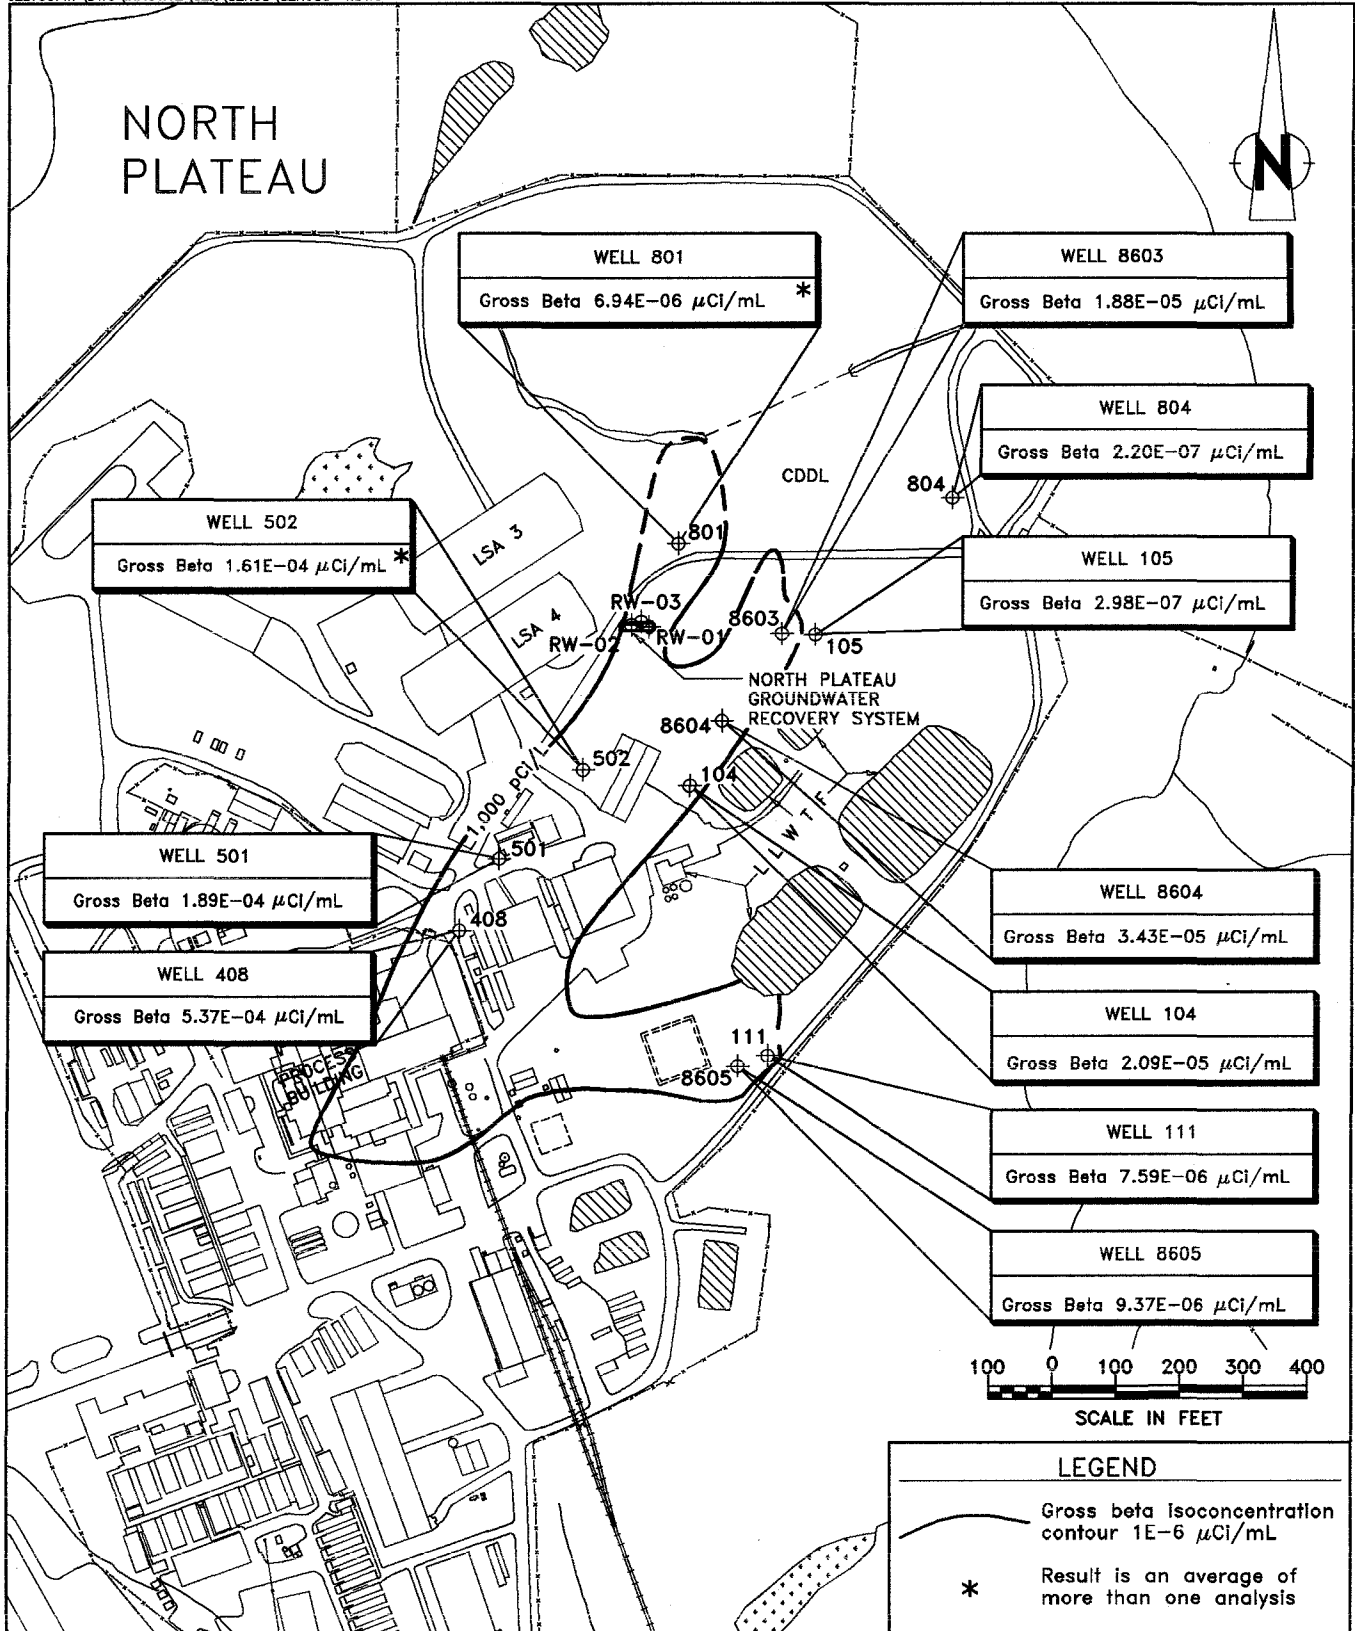 NORTH
PLATEAU
N
WELL 801
Gross Beta 6.94E-06 μCi/mL *
WELL 8603
Gross Beta 1.88E-05 μCi/mL
WELL 804
Gross Beta 2.20E-07 μCi/mL
CDDL
804
WELL 502
Gross Beta 1.61E-04 μCi/mL *
LSA 3
801
WELL 105
Gross Beta 2.98E-07 μCi/mL
LSA 4
RW-03
RW-02
RW-01
8603
105
NORTH PLATEAU
GROUNDWATER
RECOVERY SYSTEM
8604
502
104
1,000 pCi/L
LLWTF
WELL 501
Gross Beta 1.89E-04 μCi/mL
501
WELL 8604
Gross Beta 3.43E-05 μCi/mL
408
WELL 408
Gross Beta 5.37E-04 μCi/mL
WELL 104
Gross Beta 2.09E-05 μCi/mL
PROCESS
BUILDING
111
8605
WELL 111
Gross Beta 7.59E-06 μCi/mL
WELL 8605
Gross Beta 9.37E-06 μCi/mL
100 0 100 200 300 400
SCALE IN FEET
LEGEND
Gross beta isoconcentration
contour 1E-6 μCi/mL
* Result is an average of
more than one analysis